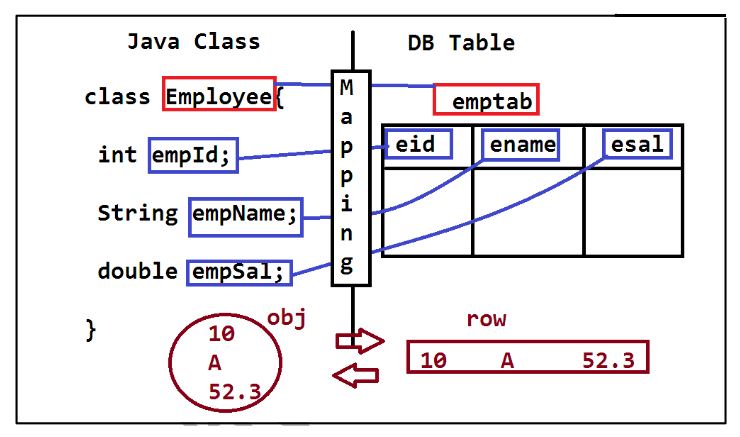 Java Class
DB Table
class Employee{
emptab
int empId;
String empName;
double empSal;
}
Mapping
eid ename esal
obj
10
A
52.3
row
10 A 52.3